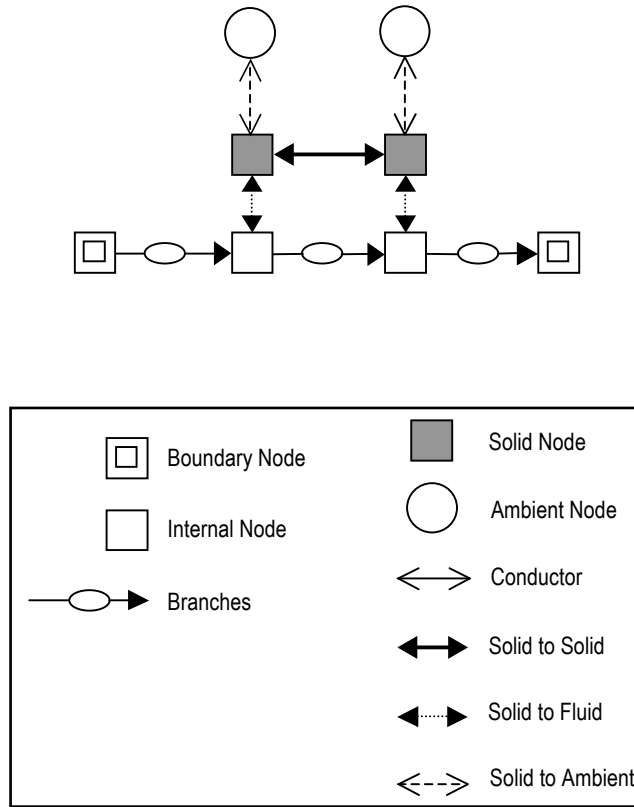 Boundary Node
Internal Node
Branches
Solid Node
Ambient Node
Conductor
Solid to Solid
Solid to Fluid
Solid to Ambient